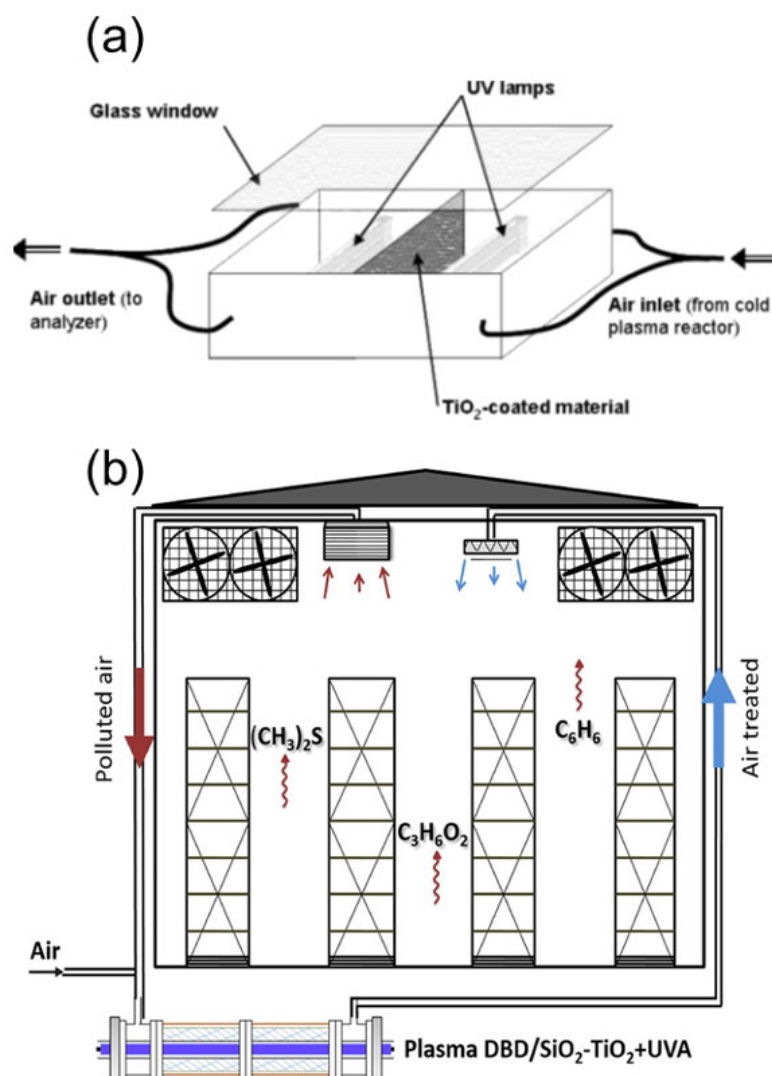 (a)
UV lamps
Glass window
Air outlet (to
analyzer)
Air inlet (from cold
plasma reactor)
TiO₂-coated material
(b)
Polluted air
(CH₃)₂S
C₆H₆
Air treated
C₃H₆O₂
Air
Plasma DBD/SiO₂-TiO₂+UVA